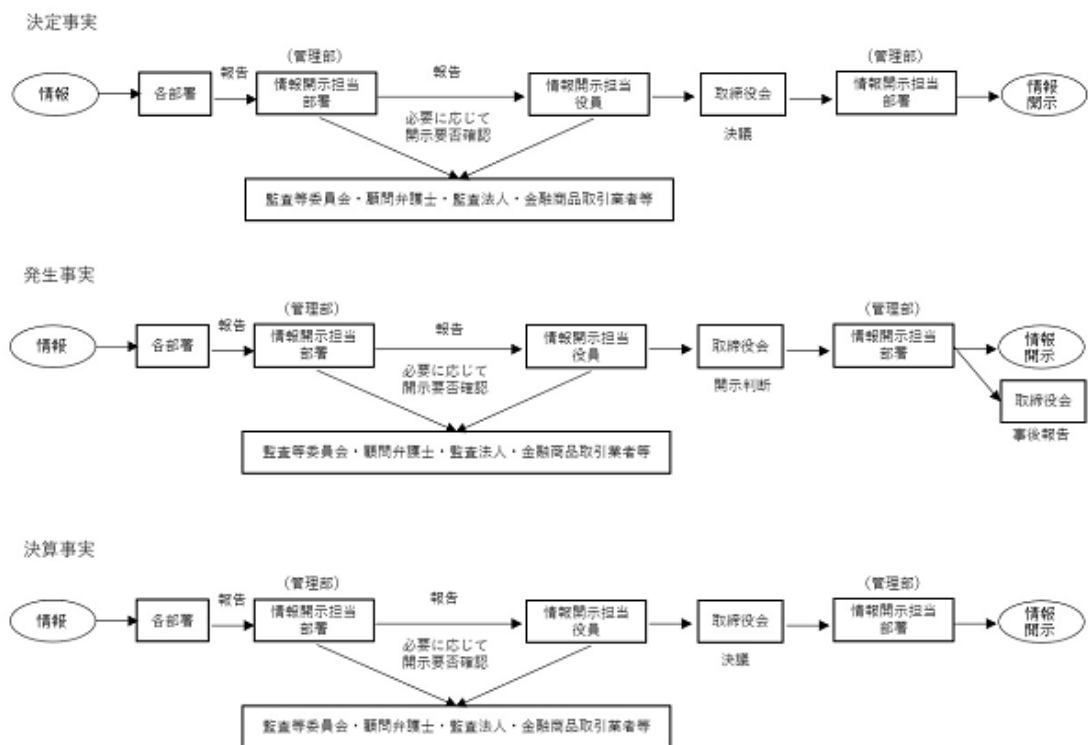 決定事実
(管理部)
(管理部)
報告
報告
情報
各部署
情報開示担当
部署
情報開示担当
役員
取締役会
情報開示担当
部署
情報
開示
必要に応じて
開示要否確認
決議
監査等委員会・顧問弁護士・監査法人・金融商品取引業者等
発生事実
(管理部)
(管理部)
報告
報告
情報
各部署
情報開示担当
部署
情報開示担当
役員
取締役会
情報開示担当
部署
情報
開示
必要に応じて
開示要否確認
開示判断
取締役会
事後報告
監査等委員会・顧問弁護士・監査法人・金融商品取引業者等
決算事実
(管理部)
(管理部)
報告
報告
情報
各部署
情報開示担当
部署
情報開示担当
役員
取締役会
情報開示担当
部署
情報
開示
必要に応じて
開示要否確認
決議
監査等委員会・顧問弁護士・監査法人・金融商品取引業者等